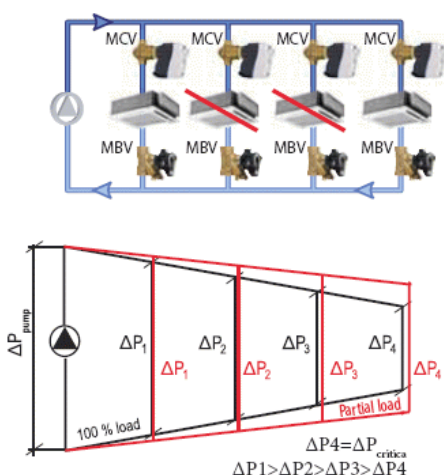 MCV MCV MCV MCV
MBV MBV MBV MBV
ΔPpump
ΔP1 ΔP2 ΔP3 ΔP4
ΔP1 ΔP2 ΔP3 ΔP4
100 % load
Partial load
ΔP4=ΔPcritica
ΔP1>ΔP2>ΔP3>ΔP4